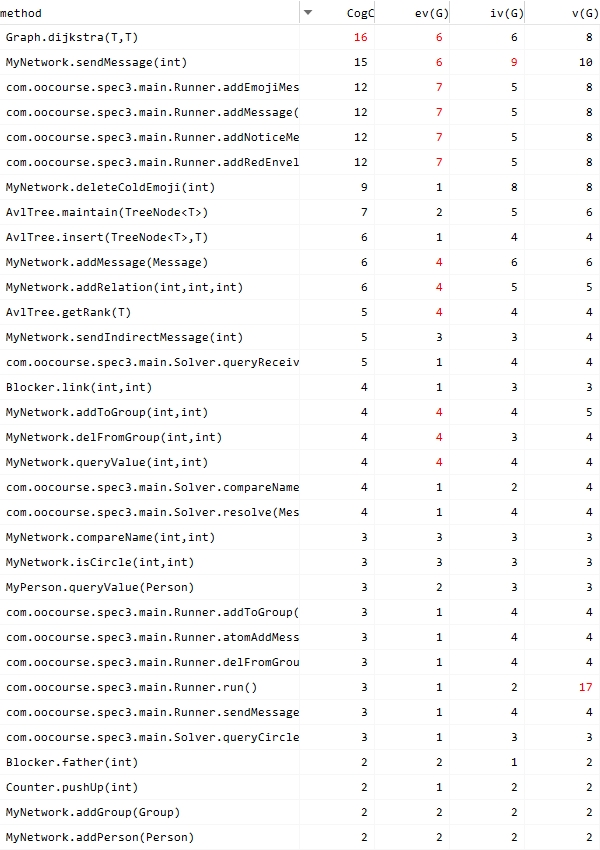 method CogC ev(G) iv(G) v(G)
Graph.dijkstra(T,T) 16 6 6 8
MyNetwork.sendMessage(int) 15 6 9 10
com.oocourse.spec3.main.Runner.addEmojiMes 12 7 5 8
com.oocourse.spec3.main.Runner.addMessage( 12 7 5 8
com.oocourse.spec3.main.Runner.addNoticeMe 12 7 5 8
com.oocourse.spec3.main.Runner.addRedEnvel 12 7 5 8
MyNetwork.deleteColdEmoji(int) 9 1 8 8
AvlTree.maintain(TreeNode<T>) 7 2 5 6
AvlTree.insert(TreeNode<T>,T) 6 1 4 4
MyNetwork.addMessage(Message) 6 4 6 6
MyNetwork.addRelation(int,int,int) 6 4 5 5
AvlTree.getRank(T) 5 4 4 4
MyNetwork.sendIndirectMessage(int) 5 3 3 4
com.oocourse.spec3.main.Solver.queryReceiv 5 1 4 4
Blocker.link(int,int) 4 1 3 3
MyNetwork.addToGroup(int,int) 4 4 4 5
MyNetwork.delFromGroup(int,int) 4 4 3 4
MyNetwork.queryValue(int,int) 4 4 4 4
com.oocourse.spec3.main.Solver.compareName 4 1 2 4
com.oocourse.spec3.main.Solver.resolve(Mes 4 1 4 4
MyNetwork.compareName(int,int) 3 3 3 3
MyNetwork.isCircle(int,int) 3 3 3 3
MyPerson.queryValue(Person) 3 2 3 3
com.oocourse.spec3.main.Runner.addToGroup( 3 1 4 4
com.oocourse.spec3.main.Runner.atomAddMess 3 1 4 4
com.oocourse.spec3.main.Runner.delFromGrou 3 1 4 4
com.oocourse.spec3.main.Runner.run() 3 1 2 17
com.oocourse.spec3.main.Runner.sendMessage 3 1 4 4
com.oocourse.spec3.main.Solver.queryCircle 3 1 3 3
Blocker.father(int) 2 2 1 2
Counter.pushUp(int) 2 1 2 2
MyNetwork.addGroup(Group) 2 2 2 2
MyNetwork.addPerson(Person) 2 2 2 2